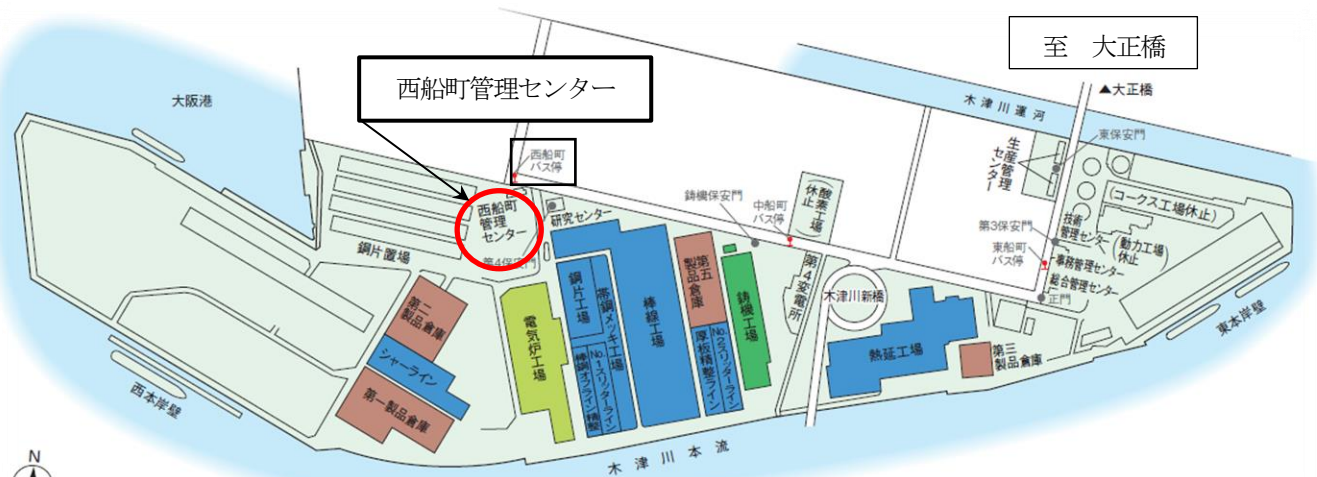 至　大正橋
西船町管理センター
大阪港
▲大正橋
木津川運河
東保安門
生産管理
センター
西船町
バス停
鋳機保安門
中船町
バス停
(酸素工場
休止)
(コークス工場休止)
西船町
管理
センター
研究センター
第3保安門
技術
管理センター
(動力工場
休止)
東船町
バス停
事務管理センター
総合管理センター
正門
鋼片置場
第4保安門
第二
製品倉庫
シャーライン
第一製品倉庫
電気炉工場
鋼片工場
帯鋼メッキ工場
棒鋼オフライン精整
No.1スリッターライン
棒線工場
第五
製品倉庫
厚板精整ライン
No.2スリッターライン
鋳機工場
第4変電所
木津川新橋
熱延工場
第三
製品倉庫
東本岸壁
西本岸壁
木津川本流
N